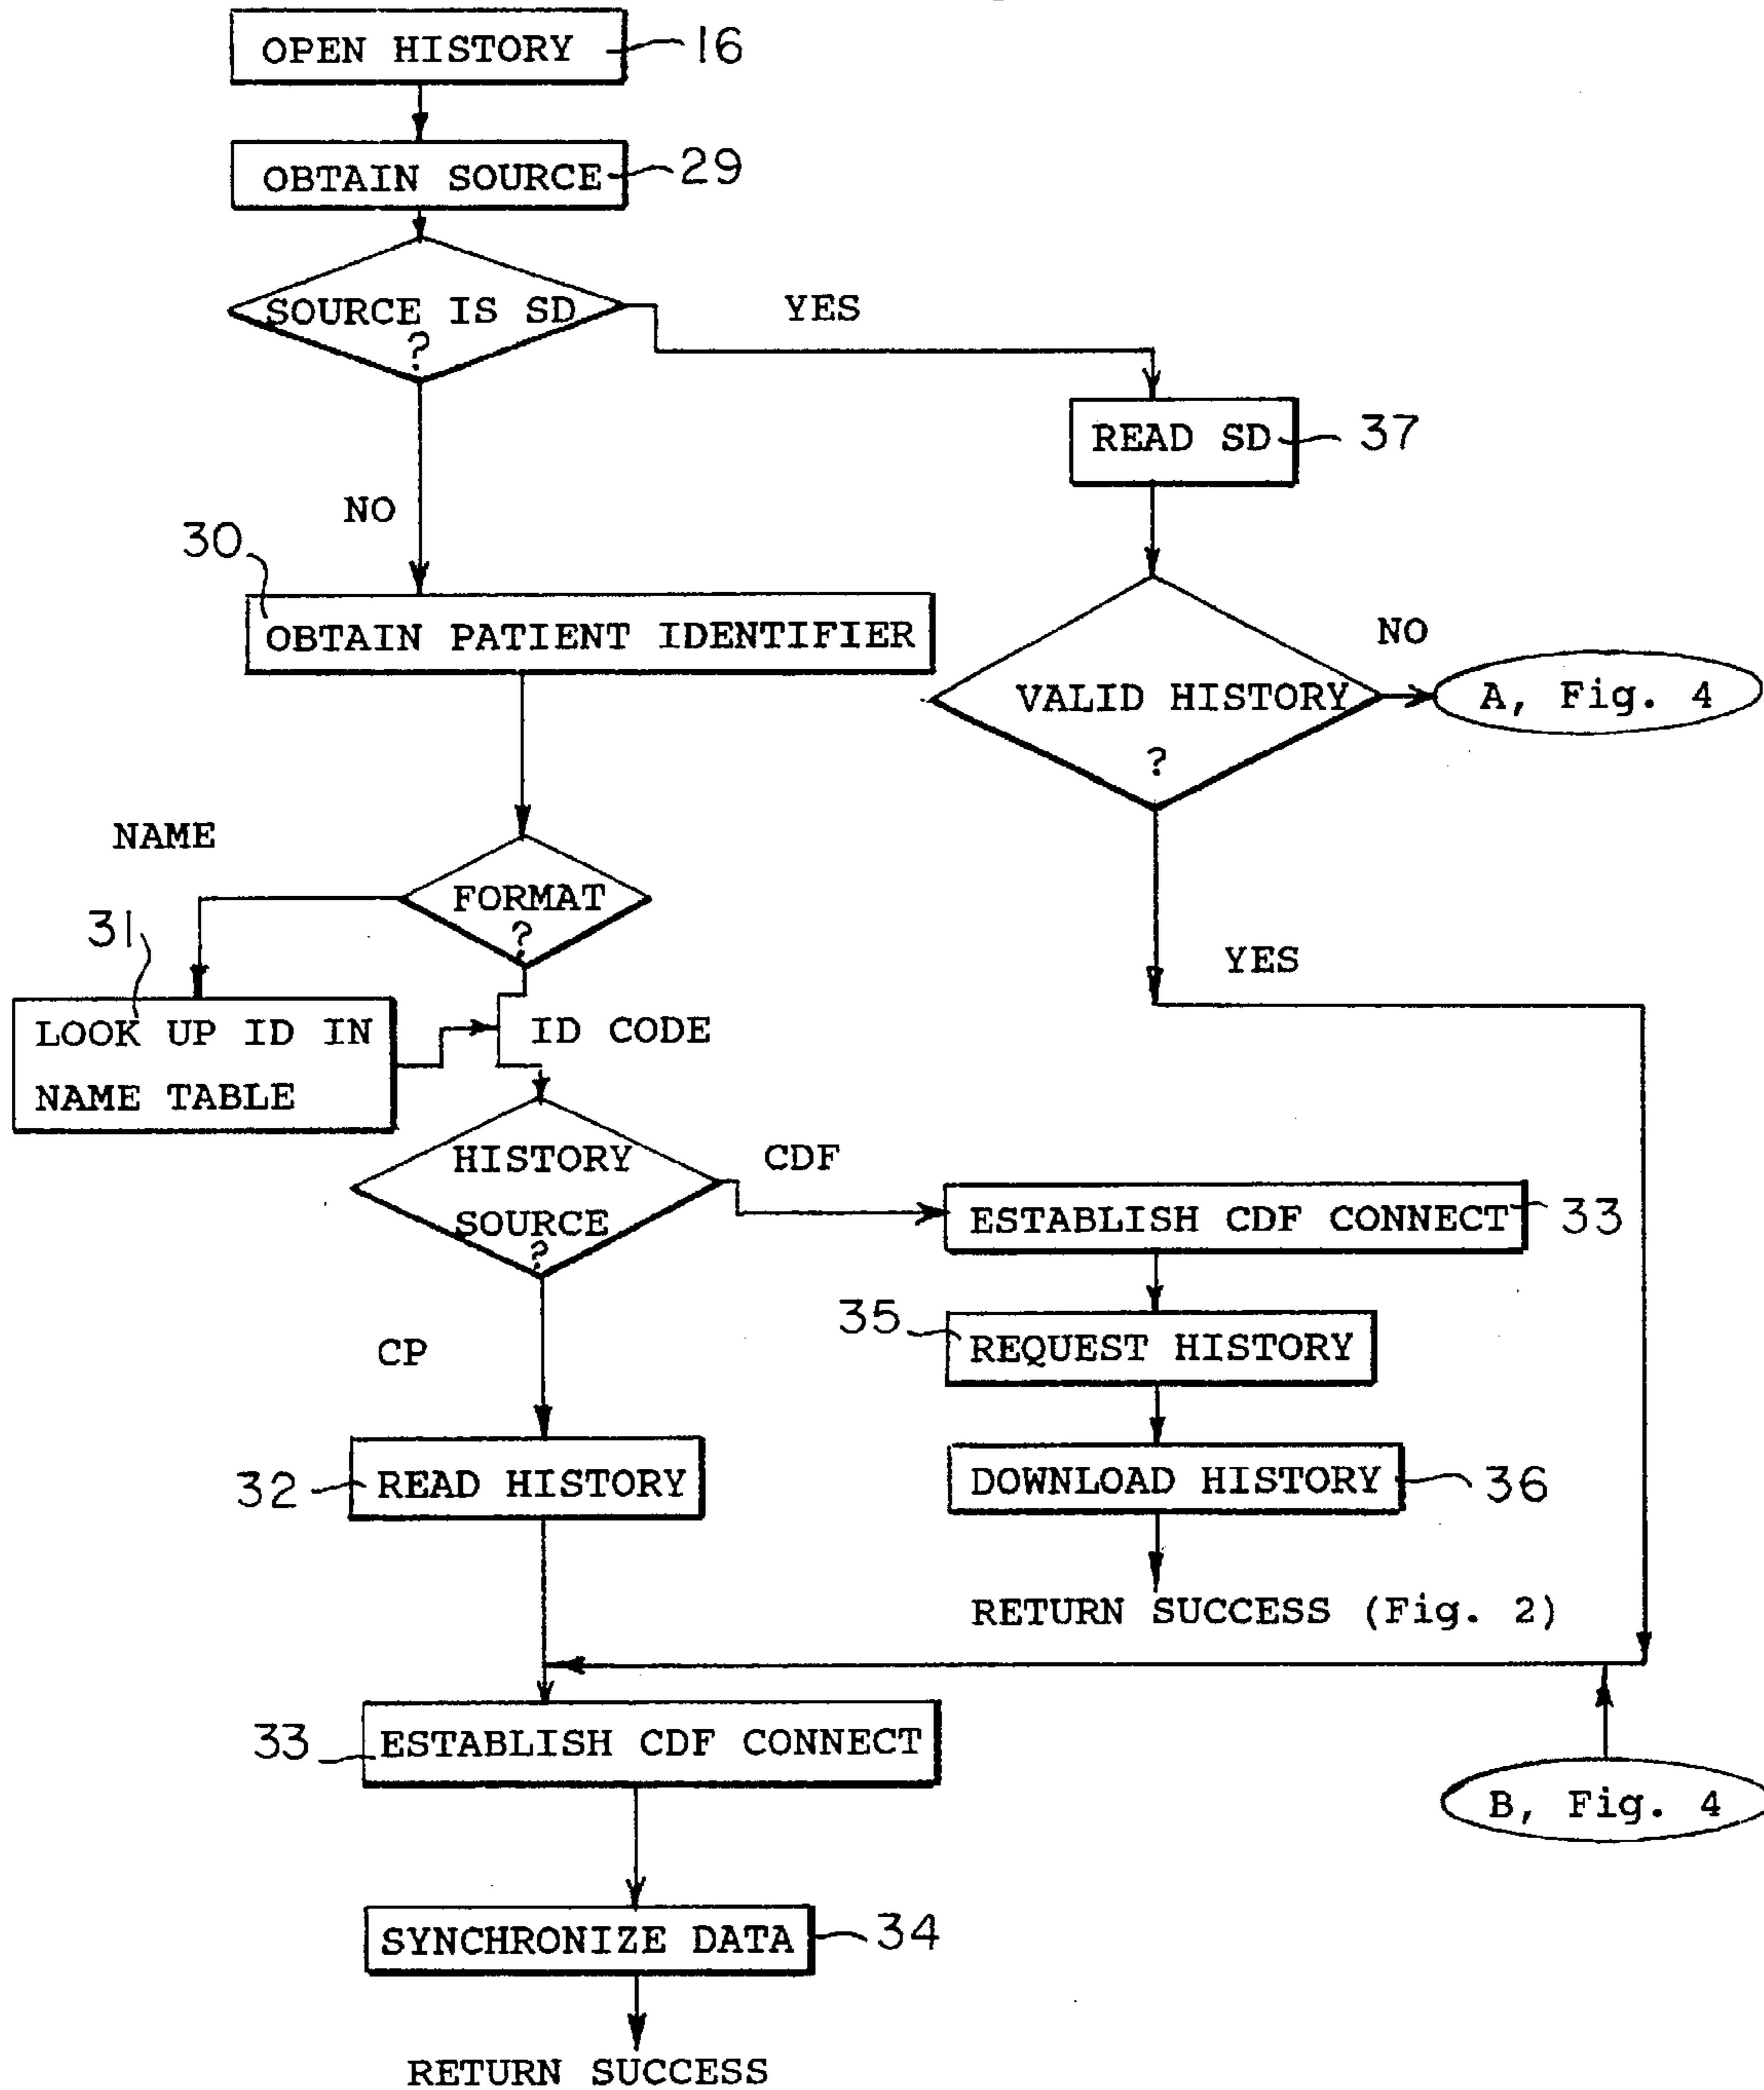 OPEN HISTORY
16
OBTAIN SOURCE
29
SOURCE IS SD
?
YES
READ SD
37
NO
30
OBTAIN PATIENT IDENTIFIER
VALID HISTORY
?
NO
A, Fig. 4
NAME
FORMAT
?
31
YES
LOOK UP ID IN
NAME TABLE
ID CODE
HISTORY
SOURCE
?
CDF
ESTABLISH CDF CONNECT
33
35
REQUEST HISTORY
CP
32
READ HISTORY
DOWNLOAD HISTORY
36
RETURN SUCCESS (Fig. 2)
33
ESTABLISH CDF CONNECT
B, Fig. 4
SYNCHRONIZE DATA
34
RETURN SUCCESS